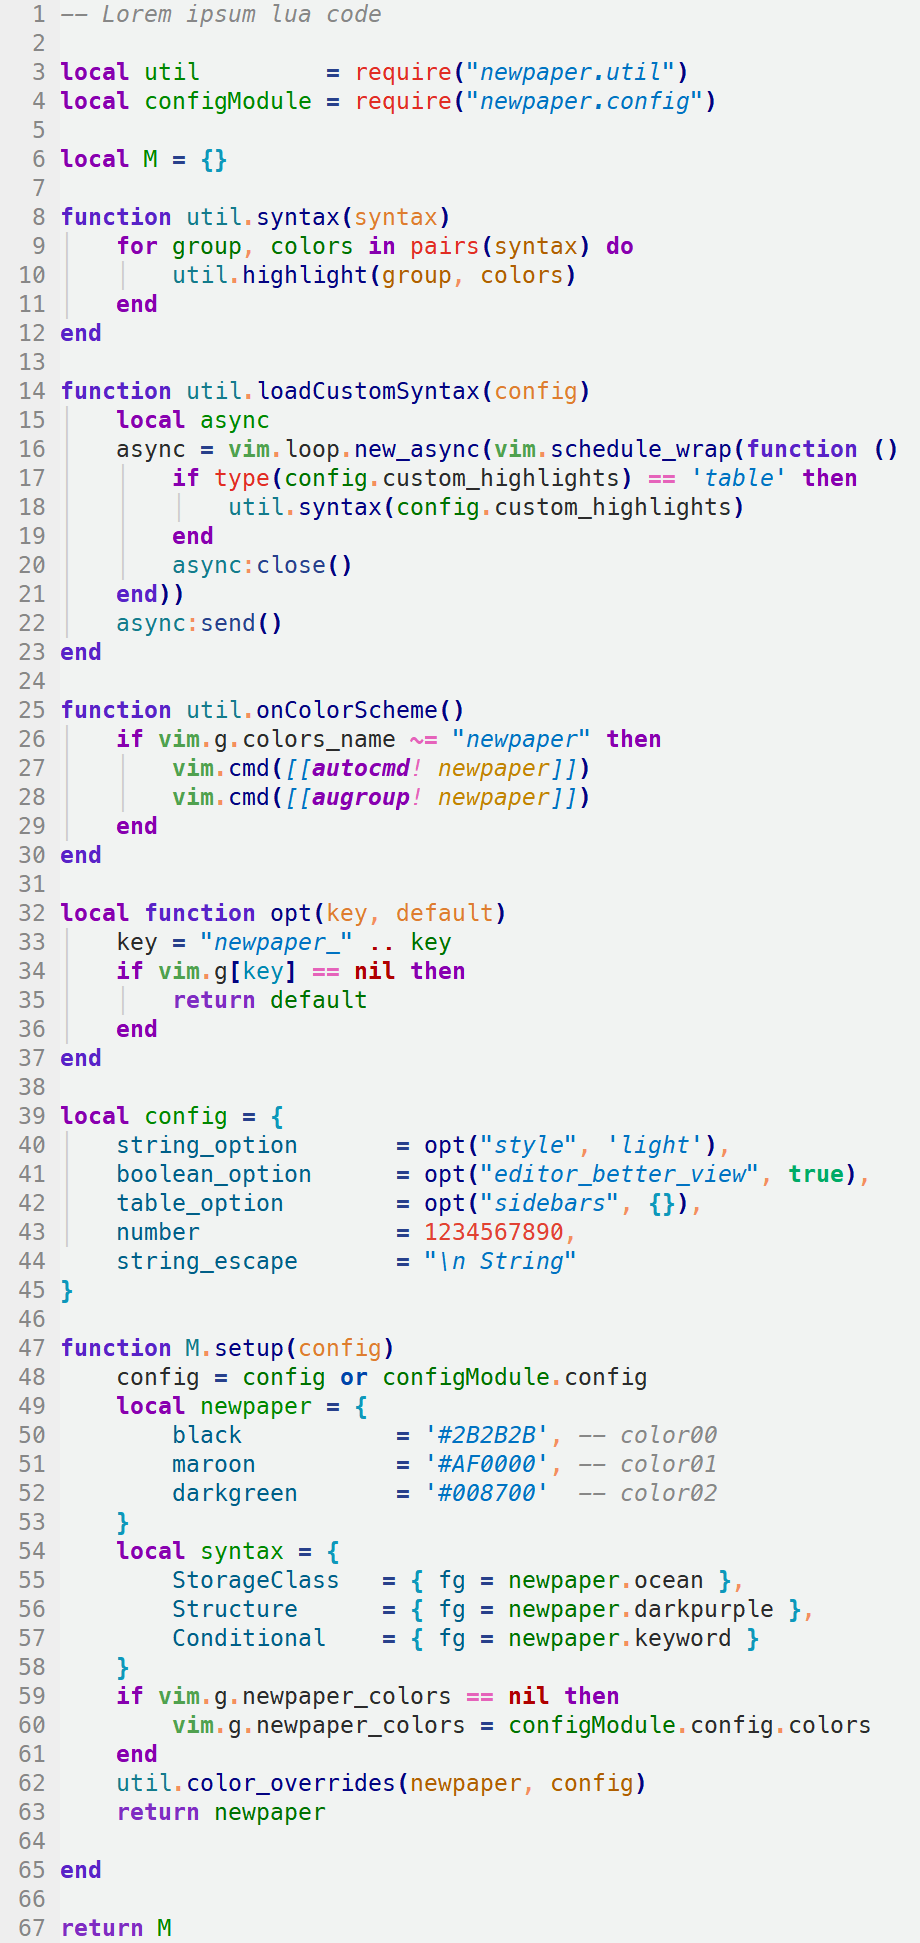 1 -- Lorem ipsum lua code
2
3 local util         = require("newpaper.util")
4 local configModule = require("newpaper.config")
5
6 local M = {}
7
8 function util.syntax(syntax)
9     for group, colors in pairs(syntax) do
10         util.highlight(group, colors)
11     end
12 end
13
14 function util.loadCustomSyntax(config)
15     local async
16     async = vim.loop.new_async(vim.schedule_wrap(function ()
17         if type(config.custom_highlights) == 'table' then
18             util.syntax(config.custom_highlights)
19         end
20         async:close()
21     end))
22     async:send()
23 end
24
25 function util.onColorScheme()
26     if vim.g.colors_name ~= "newpaper" then
27         vim.cmd([[autocmd! newpaper]])
28         vim.cmd([[augroup! newpaper]])
29     end
30 end
31
32 local function opt(key, default)
33     key = "newpaper_" .. key
34     if vim.g[key] == nil then
35         return default
36     end
37 end
38
39 local config = {
40     string_option       = opt("style", 'light'),
41     boolean_option      = opt("editor_better_view", true),
42     table_option        = opt("sidebars", {}),
43     number              = 1234567890,
44     string_escape       = "\n String"
45 }
46
47 function M.setup(config)
48     config = config or configModule.config
49     local newpaper = {
50         black           = '#2B2B2B', -- color00
51         maroon          = '#AF0000', -- color01
52         darkgreen       = '#008700'  -- color02
53     }
54     local syntax = {
55         StorageClass   = { fg = newpaper.ocean },
56         Structure      = { fg = newpaper.darkpurple },
57         Conditional    = { fg = newpaper.keyword }
58     }
59     if vim.g.newpaper_colors == nil then
60         vim.g.newpaper_colors = configModule.config.colors
61     end
62     util.color_overrides(newpaper, config)
63     return newpaper
64
65 end
66
67 return M